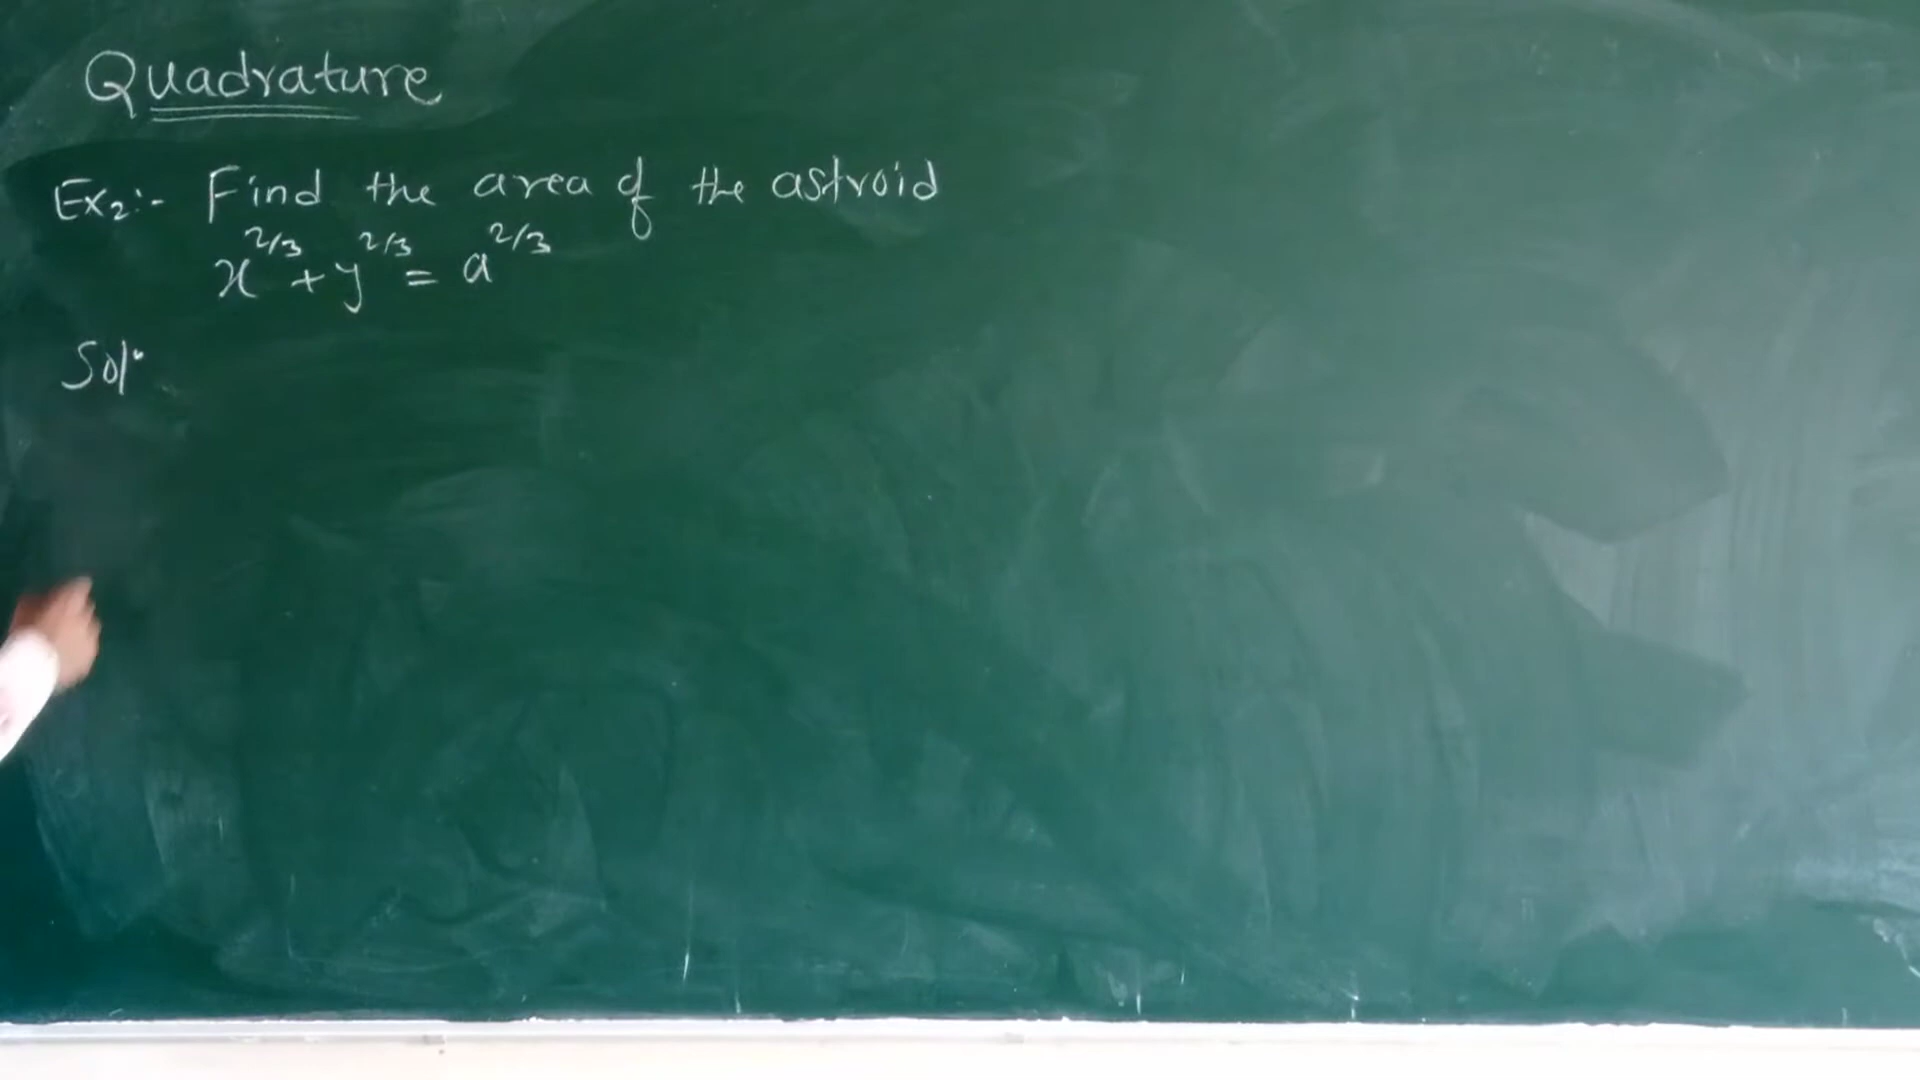 Quadrature
Ex2:- Find the area of the astroid
x^{2/3} + y^{2/3} = a^{2/3}
Sol.